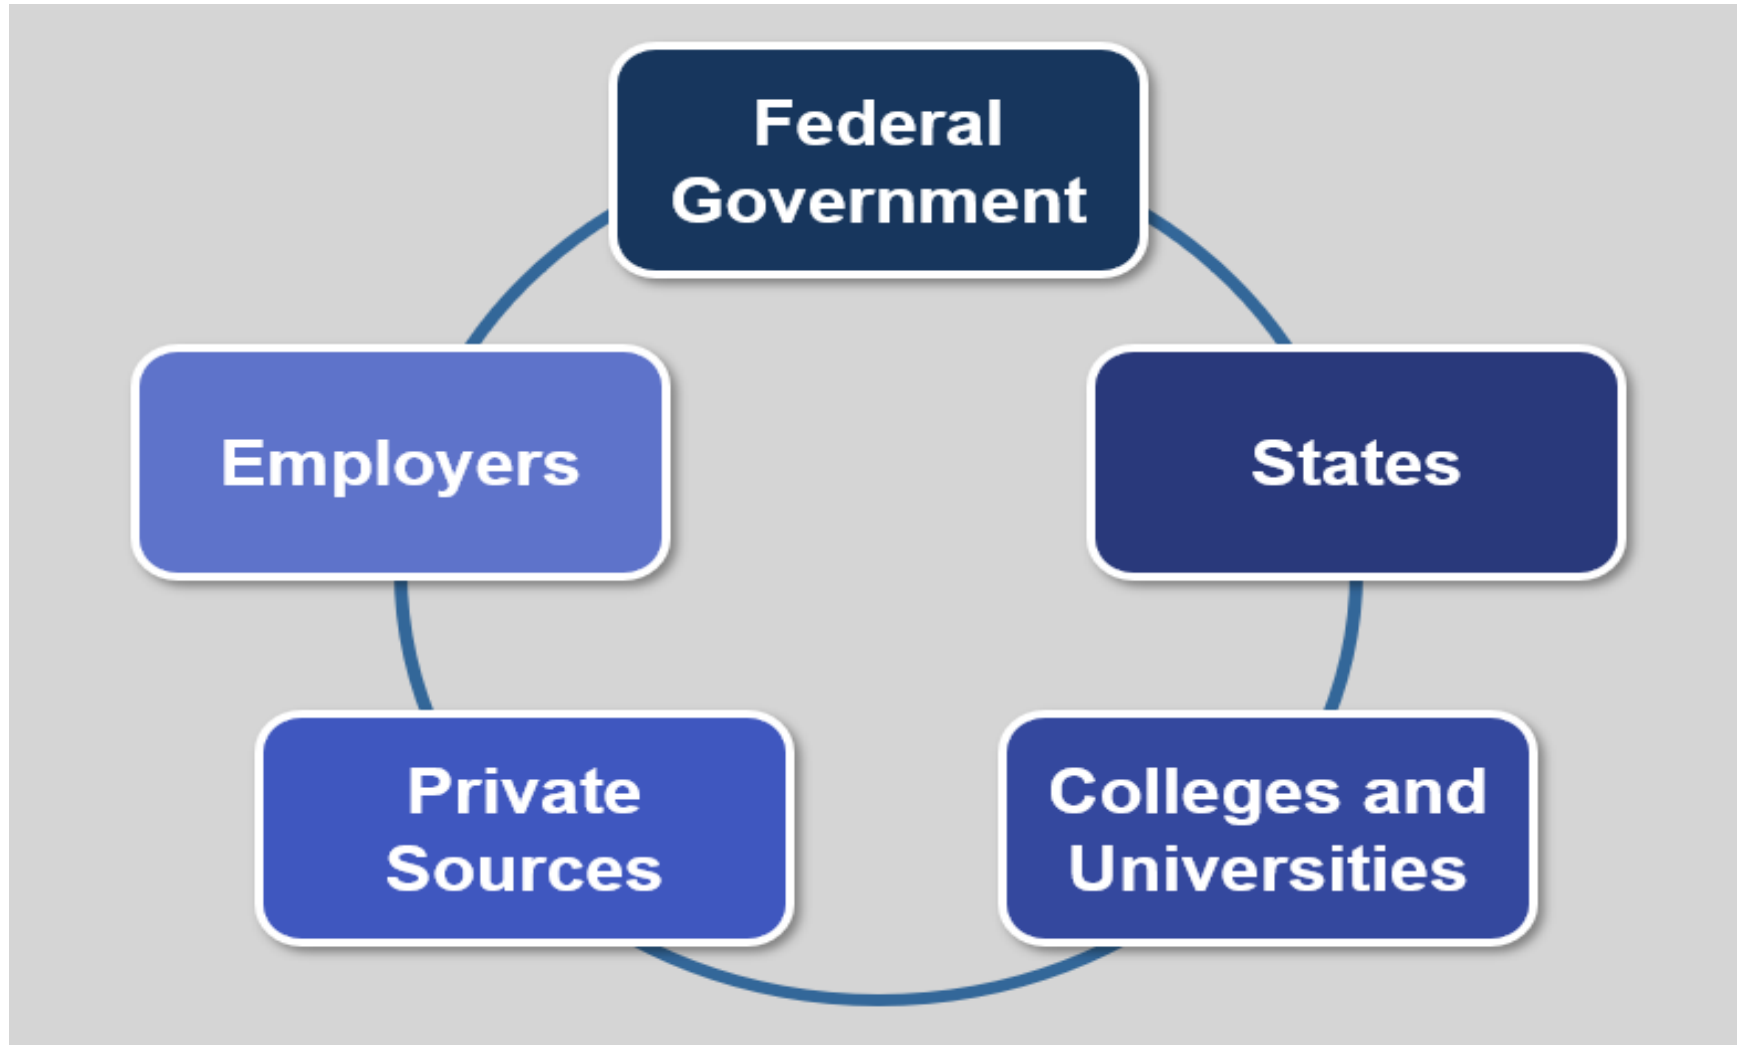 Federal
Government
Employers
States
Private
Sources
Colleges and
Universities